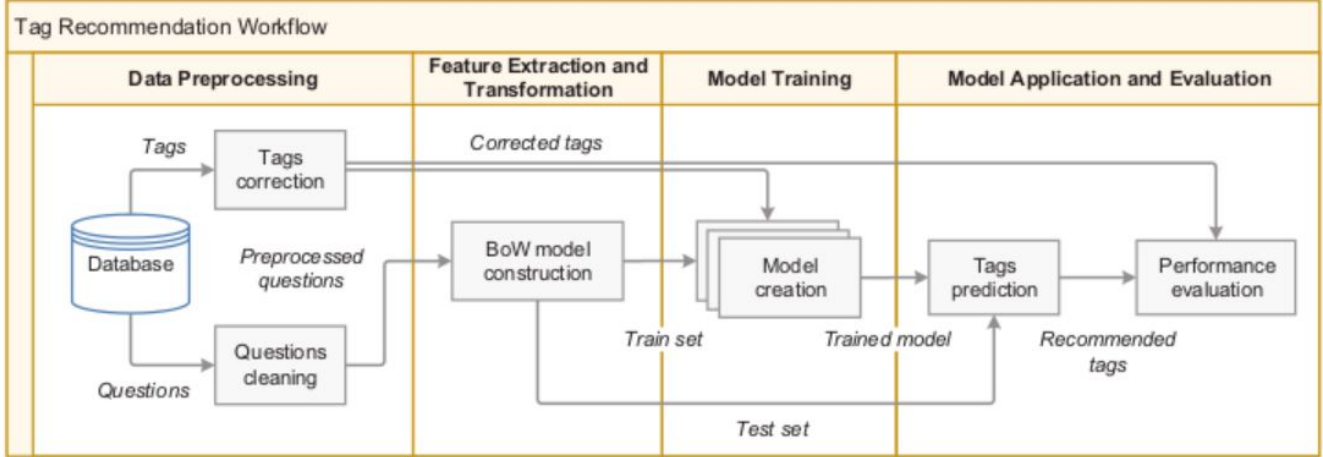 Tag Recommendation Workflow
Data Preprocessing
Feature Extraction and
Transformation
Model Training
Model Application and Evaluation
Tags
Tags
correction
Corrected tags
Database
Preprocessed
questions
BoW model
construction
Model
creation
Tags
prediction
Performance
evaluation
Questions
Questions
cleaning
Train set
Trained model
Recommended
tags
Test set